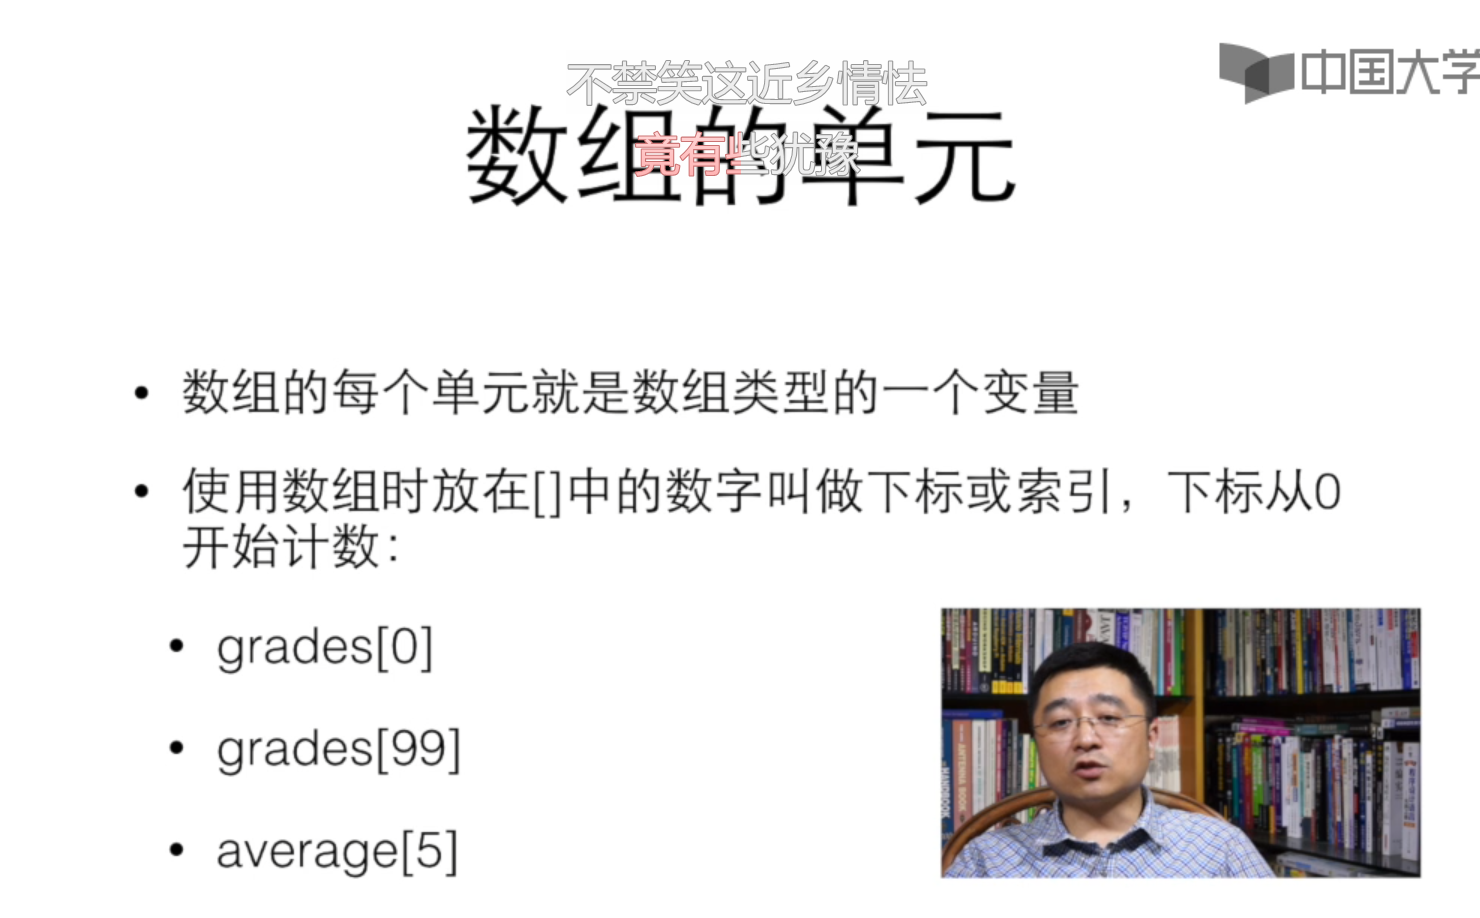 中国大学
不禁笑这近乡情怯
竟有些犹豫
数组的单元
• 数组的每个单元就是数组类型的一个变量
• 使用数组时放在[]中的数字叫做下标或索引，下标从0
开始计数：
• grades[0]
• grades[99]
• average[5]